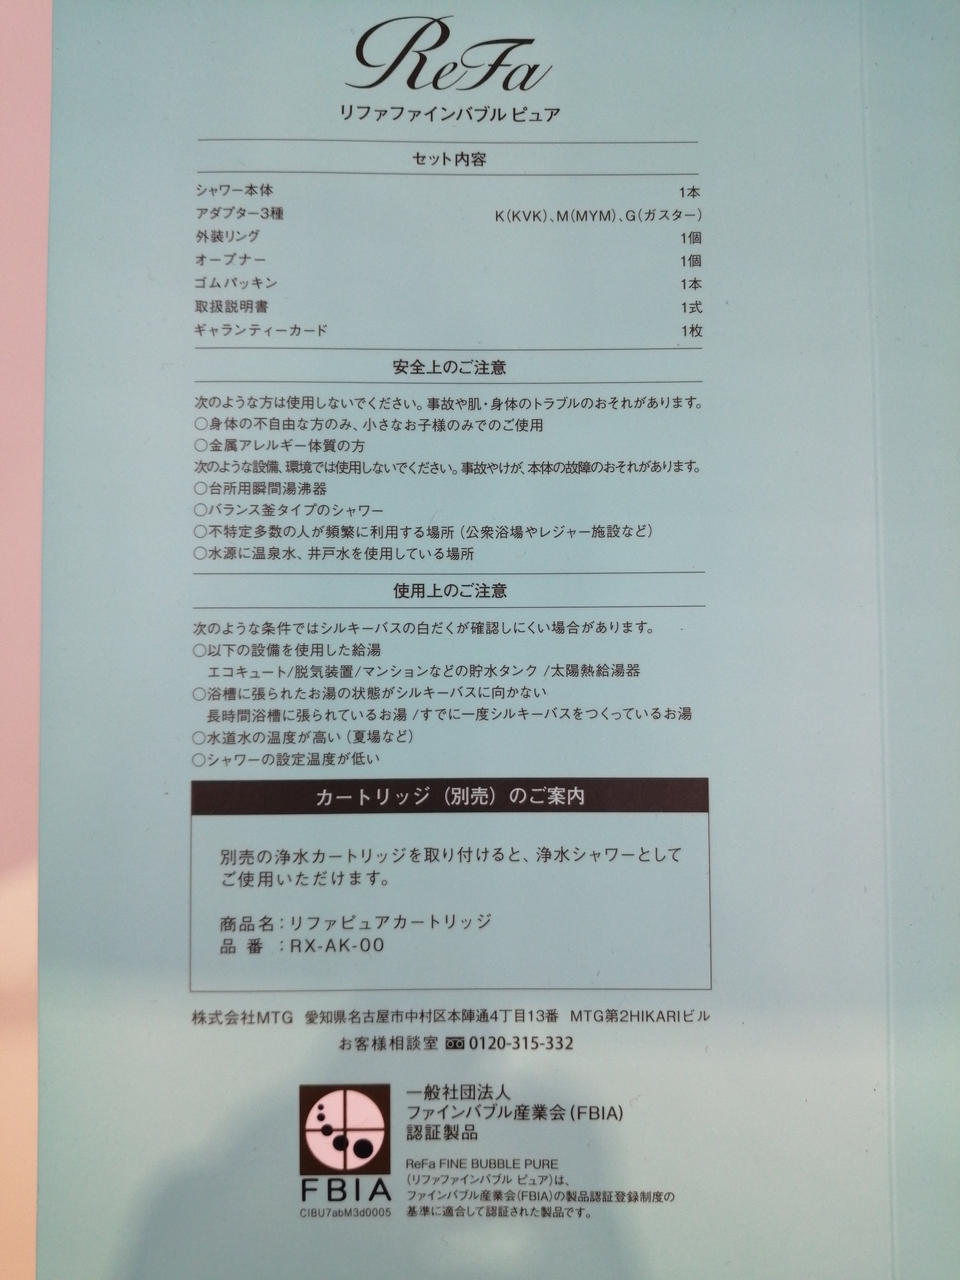 ReFa
リファファインバブル ピュア
セット内容
シャワー本体 1本
アダプター3種 K(KVK)、M(MYM)、G(ガスター)
外装リング 1個
オープナー 1個
ゴムパッキン 1本
取扱説明書 1式
ギャランティーカード 1枚
安全上のご注意
次のような方は使用しないでください。事故や肌・身体のトラブルのおそれがあります。
○身体の不自由な方のみ、小さなお子様のみでのご使用
○金属アレルギー体質の方
次のような設備、環境では使用しないでください。事故やけが、本体の故障のおそれがあります。
○台所用瞬間湯沸器
○バランス釜タイプのシャワー
○不特定多数の人が頻繁に利用する場所(公衆浴場やレジャー施設など)
○水源に温泉水、井戸水を使用している場所
使用上のご注意
次のような条件ではシルキーバスの白だくが確認しにくい場合があります。
○以下の設備を使用した給湯
エコキュート/脱気装置/マンションなどの貯水タンク /太陽熱給湯器
○浴槽に張られたお湯の状態がシルキーバスに向かない
長時間浴槽に張られているお湯 /すでに一度シルキーバスをつくっているお湯
○水道水の温度が高い(夏場など)
○シャワーの設定温度が低い
カートリッジ(別売)のご案内
別売の浄水カートリッジを取り付けると、浄水シャワーとして
ご使用いただけます。
商品名:リファピュアカートリッジ
品 番 :RX-AK-00
株式会社MTG 愛知県名古屋市中村区本陣通4丁目13番 MTG第2HIKARIビル
お客様相談室 0120-315-332
一般社団法人
ファインバブル産業会(FBIA)
認証製品
FBIA
CIBU7abM3d0005
ReFa FINE BUBBLE PURE
(リファファインバブル ピュア)は、
ファインバブル産業会(FBIA)の製品認証登録制度の
基準に適合して認証された製品です。